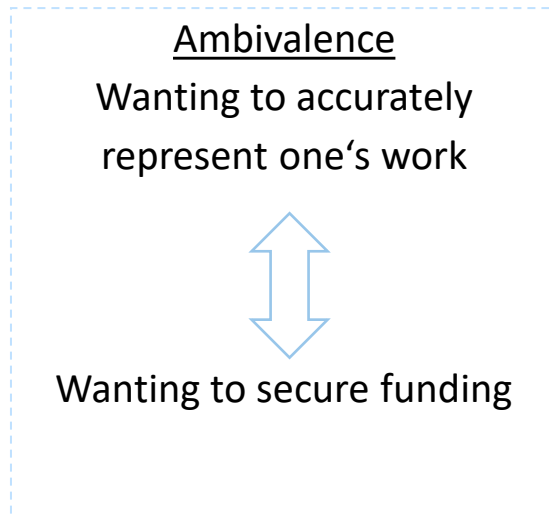 Ambivalence
Wanting to accurately
represent one‘s work
Wanting to secure funding